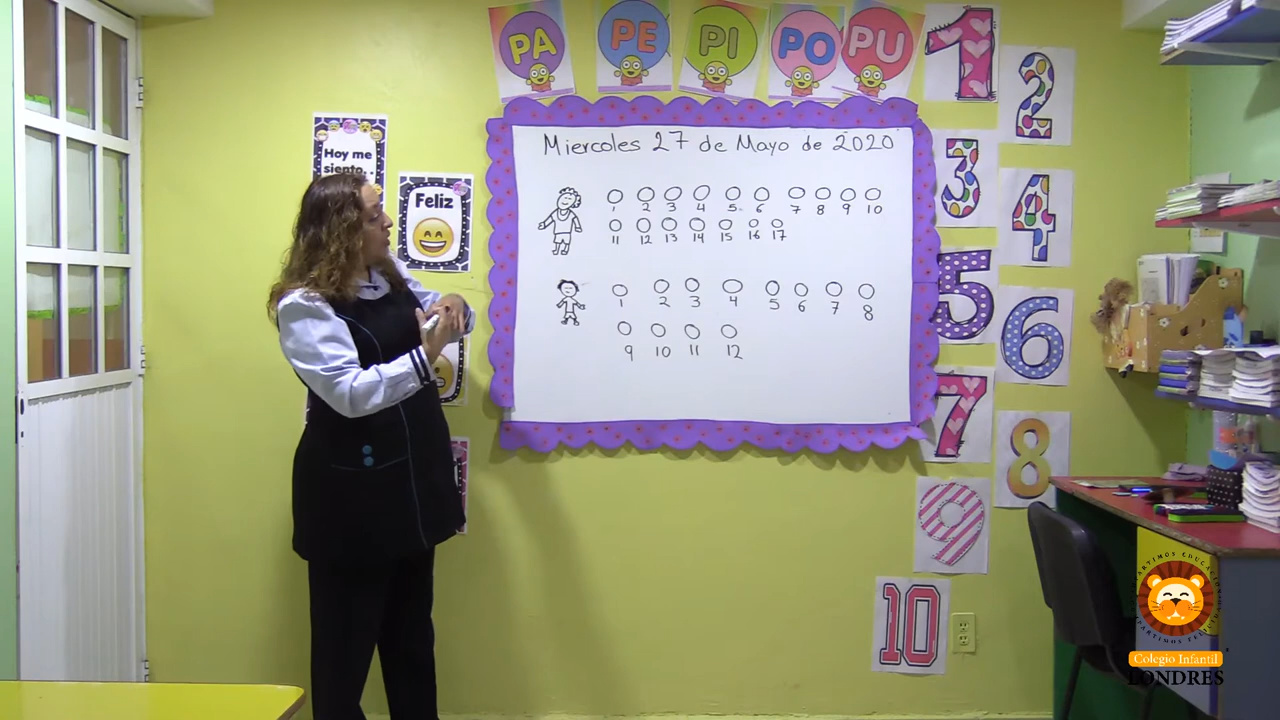 PA PE PI PO PU
1
2
3
4
5
6
7
8
9
10
Hoy me
siento. .
Feliz
Miercoles 27 de Mayo de 2020
1 2 3 4 5 6 7 8 9 10
11 12 13 14 15 16 17
1 2 3 4 5 6 7 8
9 10 11 12
Colegio Infantil
LONDRES